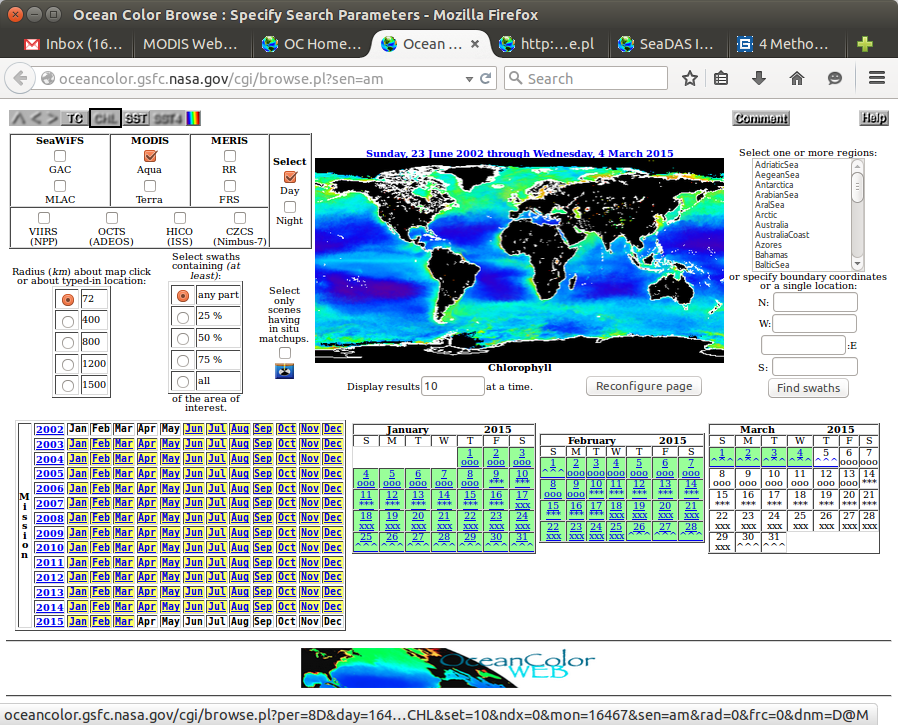 Ocean Color Browse : Specify Search Parameters - Mozilla Firefox
Inbox (16... MODIS Web... OC Home... Ocean ... http:...e.pl SeaDAS I... 4 Metho...
oceancolor.gsfc.nasa.gov/cgi/browse.pl?sen=am Search
TC CHL SST SST4 Comment Help
SeaWiFS MODIS MERIS
GAC Aqua RR
MLAC Terra FRS
VIIRS (NPP) OCTS (ADEOS) HICO (ISS) CZCS (Nimbus-7)
Select
Day
Night
Radius (km) about map click
or about typed-in location:
72
400
800
1200
1500
Select swaths
containing (at
least):
any part
25 %
50 %
75 %
all
of the area of
interest.
Select
only
scenes
having
in situ
matchups.
Sunday, 23 June 2002 through Wednesday, 4 March 2015
Chlorophyll
Display results 10 at a time. Reconfigure page
Select one or more regions:
AdriaticSea
AegeanSea
Antarctica
ArabianSea
AralSea
Arctic
Australia
AustraliaCoast
Azores
Bahamas
BalticSea
or specify boundary coordinates
or a single location:
N:
W:
:E
S:
Find swaths
Mission
2002 Jan Feb Mar Apr May Jun Jul Aug Sep Oct Nov Dec
2003 Jan Feb Mar Apr May Jun Jul Aug Sep Oct Nov Dec
2004 Jan Feb Mar Apr May Jun Jul Aug Sep Oct Nov Dec
2005 Jan Feb Mar Apr May Jun Jul Aug Sep Oct Nov Dec
2006 Jan Feb Mar Apr May Jun Jul Aug Sep Oct Nov Dec
2007 Jan Feb Mar Apr May Jun Jul Aug Sep Oct Nov Dec
2008 Jan Feb Mar Apr May Jun Jul Aug Sep Oct Nov Dec
2009 Jan Feb Mar Apr May Jun Jul Aug Sep Oct Nov Dec
2010 Jan Feb Mar Apr May Jun Jul Aug Sep Oct Nov Dec
2011 Jan Feb Mar Apr May Jun Jul Aug Sep Oct Nov Dec
2012 Jan Feb Mar Apr May Jun Jul Aug Sep Oct Nov Dec
2013 Jan Feb Mar Apr May Jun Jul Aug Sep Oct Nov Dec
2014 Jan Feb Mar Apr May Jun Jul Aug Sep Oct Nov Dec
2015 Jan Feb Mar Apr May Jun Jul Aug Sep Oct Nov Dec
January 2015
S M T W T F S
1 2 3
ooo ooo ooo
4 5 6 7 8 9 10
ooo ooo ooo ooo ooo *** ***
11 12 13 14 15 16 17
*** *** *** *** *** *** xxx
18 19 20 21 22 23 24
xxx xxx xxx xxx xxx xxx xxx
25 26 27 28 29 30 31
^^^ ^^^ ^^^ ^^^ ^^^ ^^^ ^^^
February 2015
S M T W T F S
1 2 3 4 5 6 7
^^^ ooo ooo ooo ooo ooo ooo
8 9 10 11 12 13 14
ooo ooo *** *** *** *** ***
15 16 17 18 19 20 21
*** *** *** xxx xxx xxx xxx
22 23 24 25 26 27 28
xxx xxx xxx xxx ^^^ ^^^ ^^^
March 2015
S M T W T F S
1 2 3 4 5 6 7
^^^ ^^^ ^^^ ^^^ ^^^ ooo ooo
8 9 10 11 12 13 14
ooo ooo ooo ooo ooo ooo ***
15 16 17 18 19 20 21
*** *** *** *** *** *** ***
22 23 24 25 26 27 28
xxx xxx xxx xxx xxx xxx xxx
29 30 31
xxx ^^^ ^^^
OceanColor
WEB
oceancolor.gsfc.nasa.gov/cgi/browse.pl?per=8D&day=164...CHL&set=10&ndx=0&mon=16467&sen=am&rad=0&frc=0&dnm=D@M